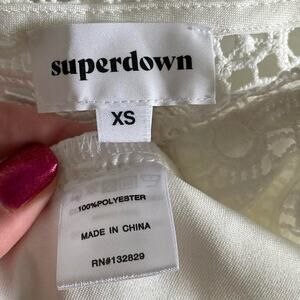 superdown
XS
100%POLYESTER
MADE IN CHINA
RN#132829